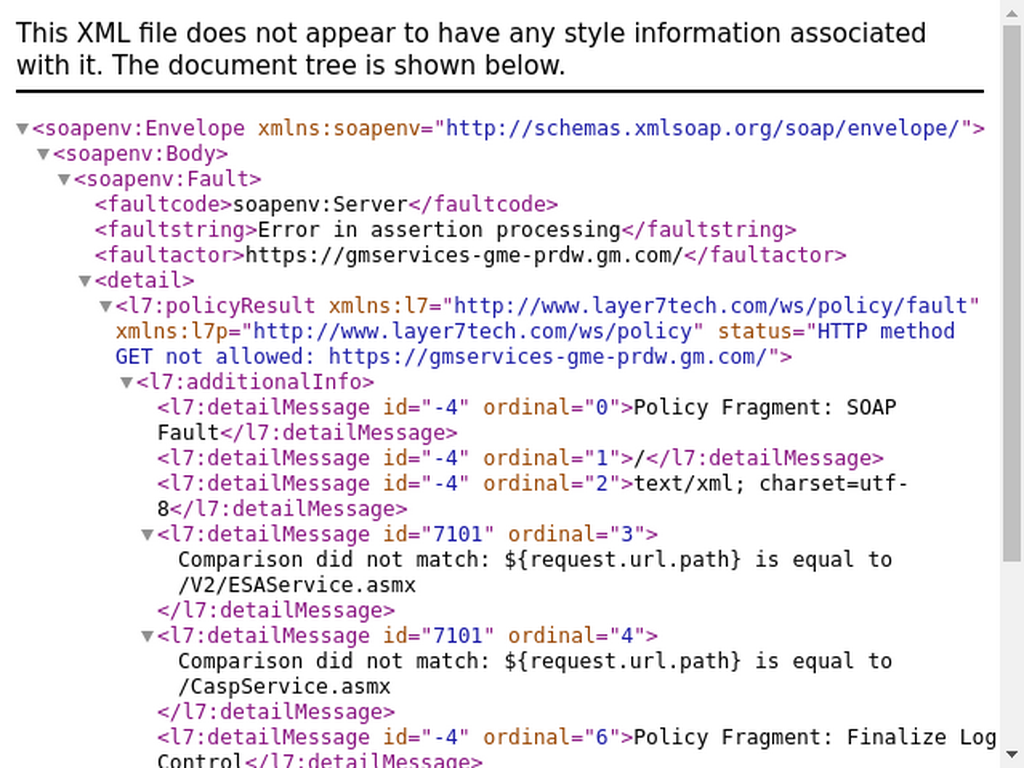 This XML file does not appear to have any style information associated
with it. The document tree is shown below.
▼<soapenv:Envelope xmlns:soapenv="http://schemas.xmlsoap.org/soap/envelope/">
▼<soapenv:Body>
▼<soapenv:Fault>
<faultcode>soapenv:Server</faultcode>
<faultstring>Error in assertion processing</faultstring>
<faultactor>https://gmservices-gme-prdw.gm.com/</faultactor>
▼<detail>
▼<l7:policyResult xmlns:l7="http://www.layer7tech.com/ws/policy/fault"
xmlns:l7p="http://www.layer7tech.com/ws/policy" status="HTTP method
GET not allowed: https://gmservices-gme-prdw.gm.com/">
▼<l7:additionalInfo>
<l7:detailMessage id="-4" ordinal="0">Policy Fragment: SOAP
Fault</l7:detailMessage>
<l7:detailMessage id="-4" ordinal="1">/</l7:detailMessage>
<l7:detailMessage id="-4" ordinal="2">text/xml; charset=utf-
8</l7:detailMessage>
▼<l7:detailMessage id="7101" ordinal="3">
Comparison did not match: ${request.url.path} is equal to
/V2/ESAService.asmx
</l7:detailMessage>
▼<l7:detailMessage id="7101" ordinal="4">
Comparison did not match: ${request.url.path} is equal to
/CaspService.asmx
</l7:detailMessage>
<l7:detailMessage id="-4" ordinal="6">Policy Fragment: Finalize Log
Control</l7:detailMessage>